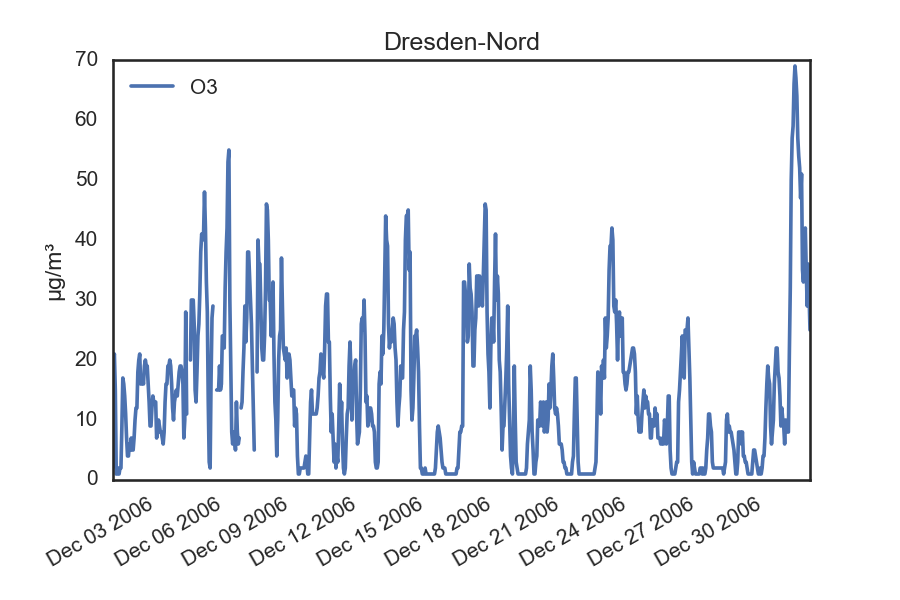 Dresden-Nord
O3
µg/m³
70
60
50
40
30
20
10
0
Dec 03 2006
Dec 06 2006
Dec 09 2006
Dec 12 2006
Dec 15 2006
Dec 18 2006
Dec 21 2006
Dec 24 2006
Dec 27 2006
Dec 30 2006